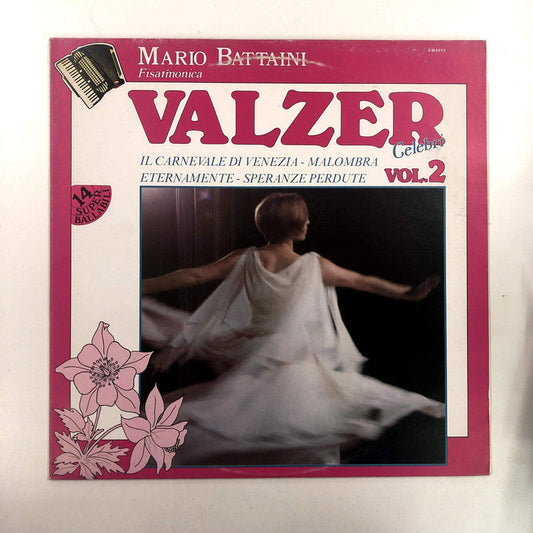 MARIO BATTAINI
Fisarmonica
VALZER
Celebri
IL CARNEVALE DI VENEZIA - MALOMBRA
ETERNAMENTE - SPERANZE PERDUTE
VOL.2
14
SUPER
BALLABILI